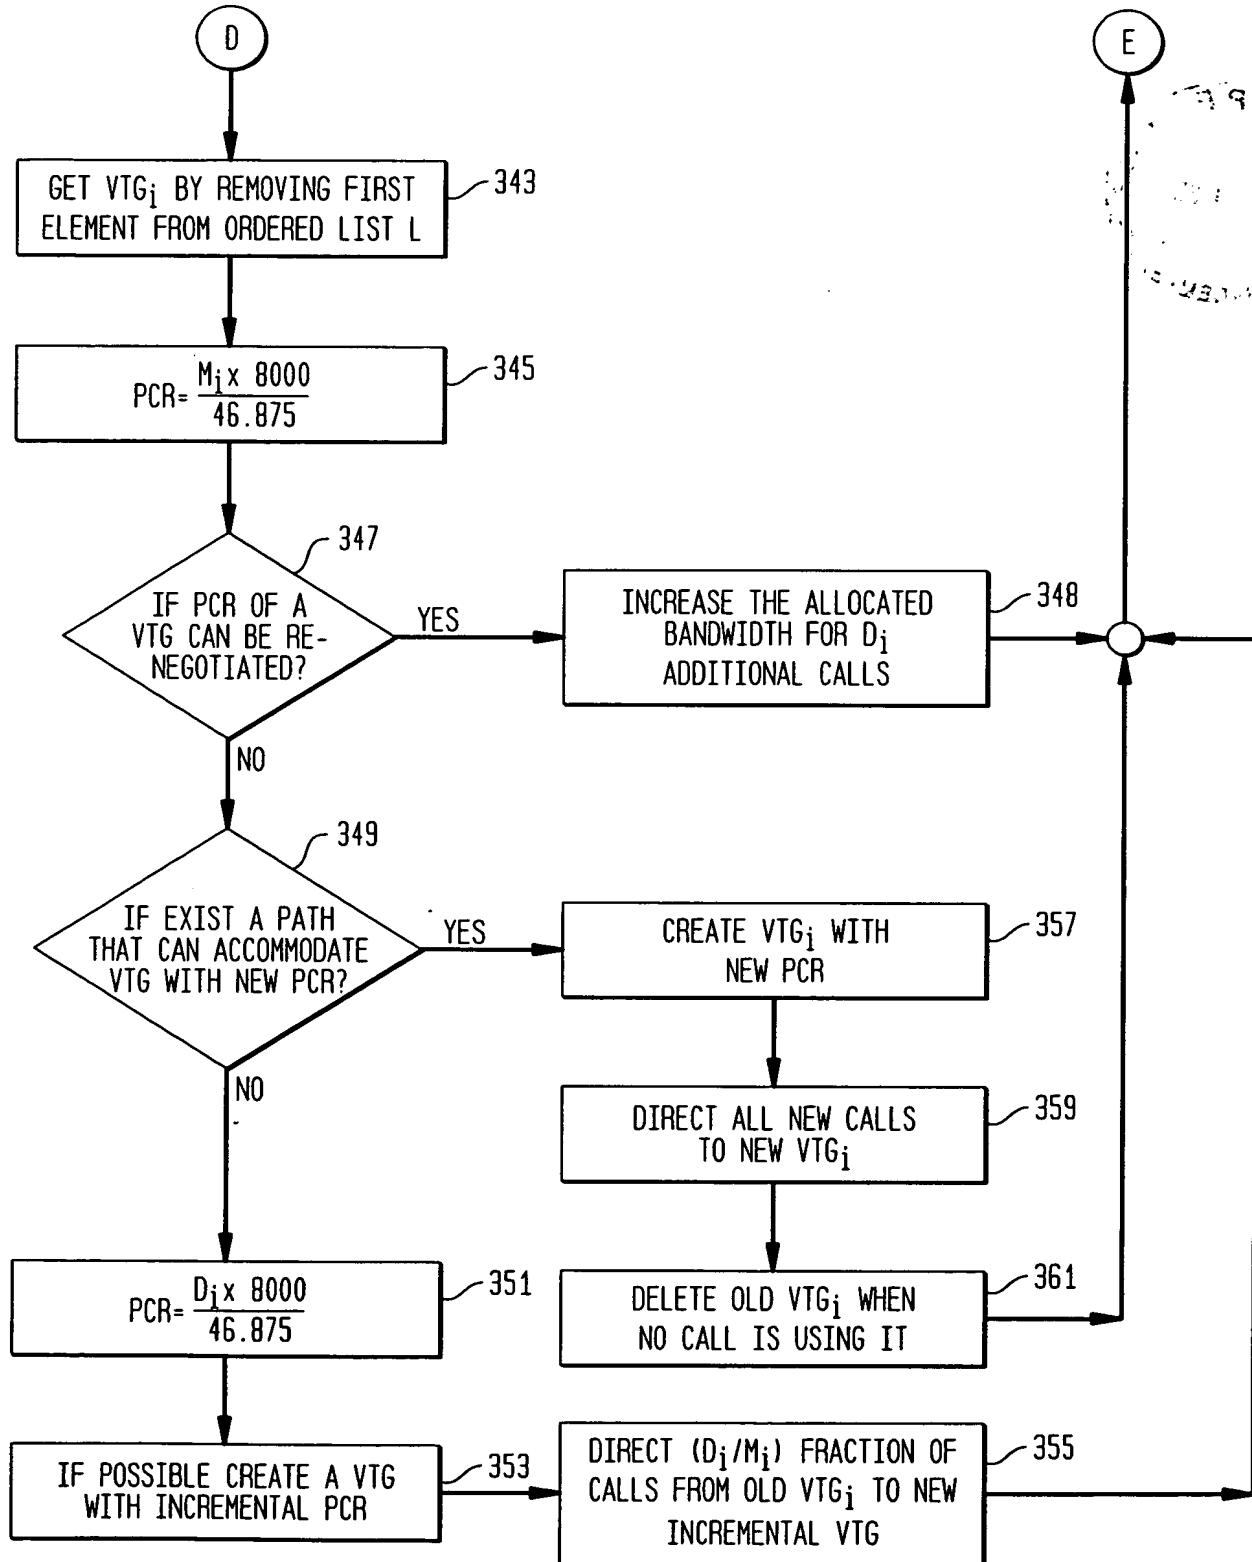 D
E
GET VTGi BY REMOVING FIRST
ELEMENT FROM ORDERED LIST L
343
PCR= Mi x 8000
46.875
345
347
IF PCR OF A
VTG CAN BE RE-
NEGOTIATED?
YES
NO
INCREASE THE ALLOCATED
BANDWIDTH FOR Di
ADDITIONAL CALLS
348
349
IF EXIST A PATH
THAT CAN ACCOMMODATE
VTG WITH NEW PCR?
YES
NO
CREATE VTGi WITH
NEW PCR
357
DIRECT ALL NEW CALLS
TO NEW VTGi
359
DELETE OLD VTGi WHEN
NO CALL IS USING IT
361
PCR= Di x 8000
46.875
351
IF POSSIBLE CREATE A VTG
WITH INCREMENTAL PCR
353
DIRECT (Di/Mi) FRACTION OF
CALLS FROM OLD VTGi TO NEW
INCREMENTAL VTG
355